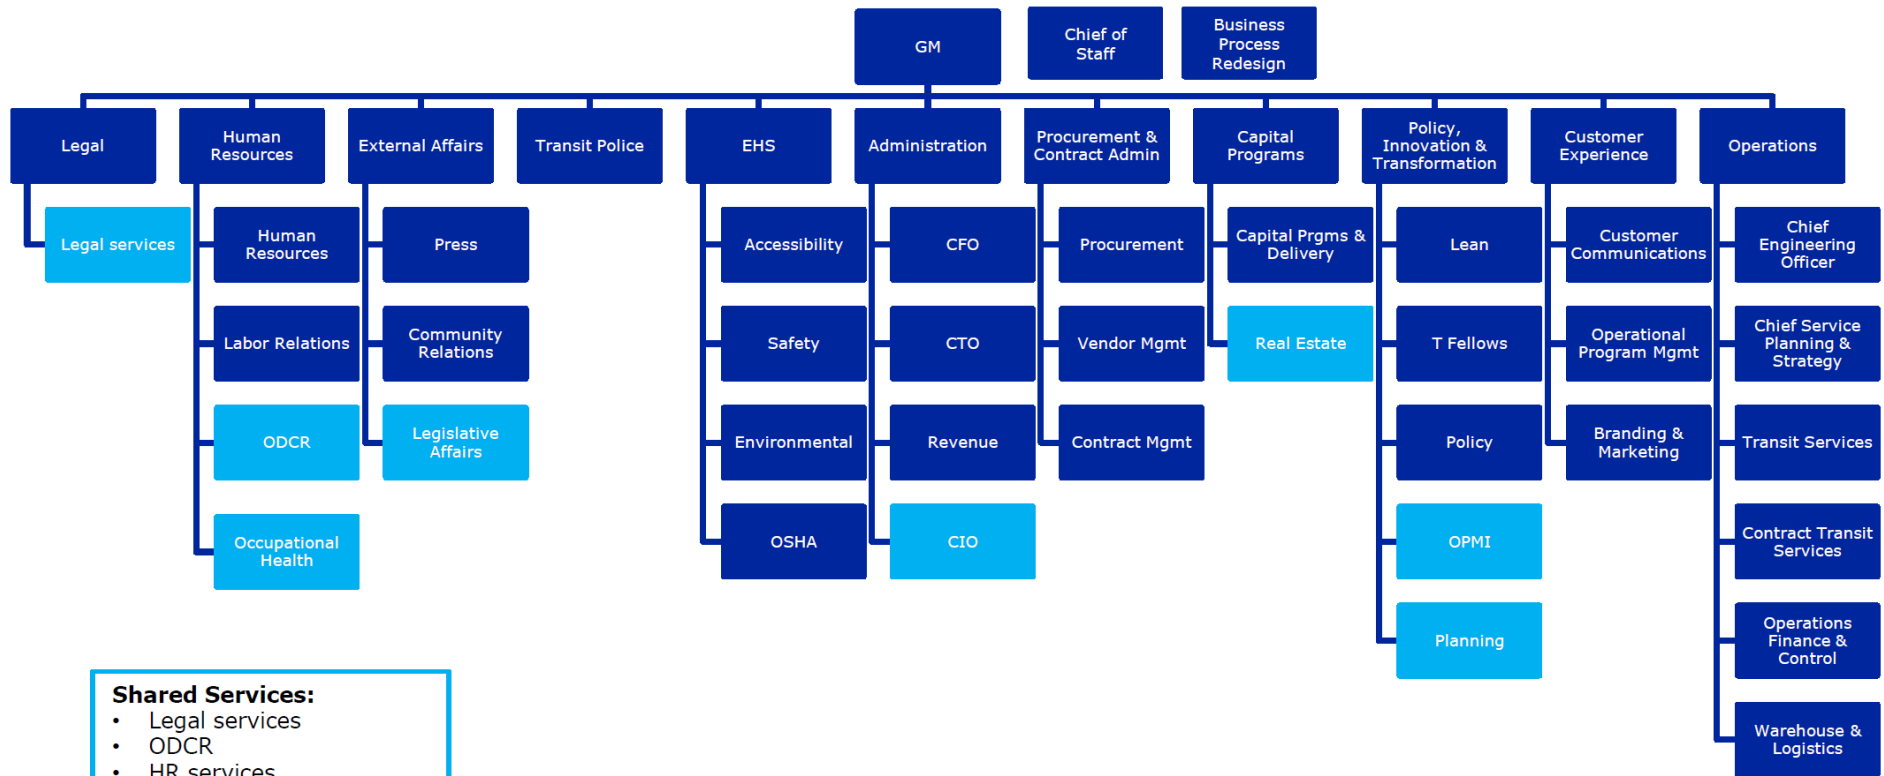 GM
Chief of
Staff
Business
Process
Redesign
Legal
Human
Resources
External Affairs
Transit Police
EHS
Administration
Procurement &
Contract Admin
Capital
Programs
Policy,
Innovation &
Transformation
Customer
Experience
Operations
Legal services
Human
Resources
Press
Accessibility
CFO
Procurement
Capital Prgms &
Delivery
Lean
Customer
Communications
Chief
Engineering
Officer
Labor Relations
Community
Relations
Safety
CTO
Vendor Mgmt
Real Estate
T Fellows
Operational
Program Mgmt
Chief Service
Planning &
Strategy
ODCR
Legislative
Affairs
Environmental
Revenue
Contract Mgmt
Policy
Branding &
Marketing
Transit Services
Occupational
Health
OSHA
CIO
OPMI
Contract Transit
Services
Planning
Operations
Finance &
Control
Warehouse &
Logistics
Shared Services:
• Legal services
• ODCR
• HR services